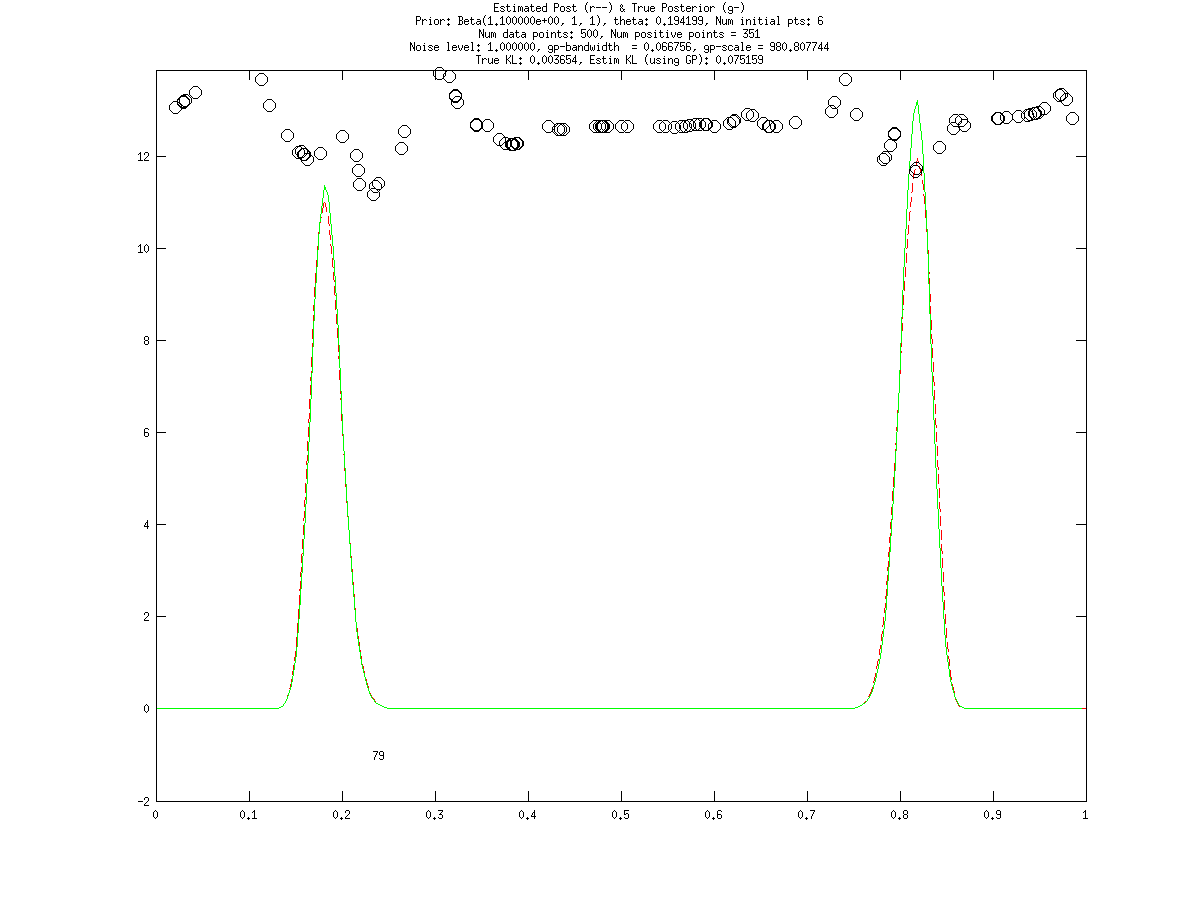 Estimated Post (r--) & True Posterior (g-)
Prior: Beta(1.100000e+00, 1, 1), theta: 0.194199, Num initial pts: 6
Num data points: 500, Num positive points = 351
Noise level: 1.000000, gp-bandwidth  = 0.066756, gp-scale = 980.807744
True KL: 0.003654, Estim KL (using GP): 0.075159
12
10
8
6
4
2
0
79
-2
0 0.1 0.2 0.3 0.4 0.5 0.6 0.7 0.8 0.9 1